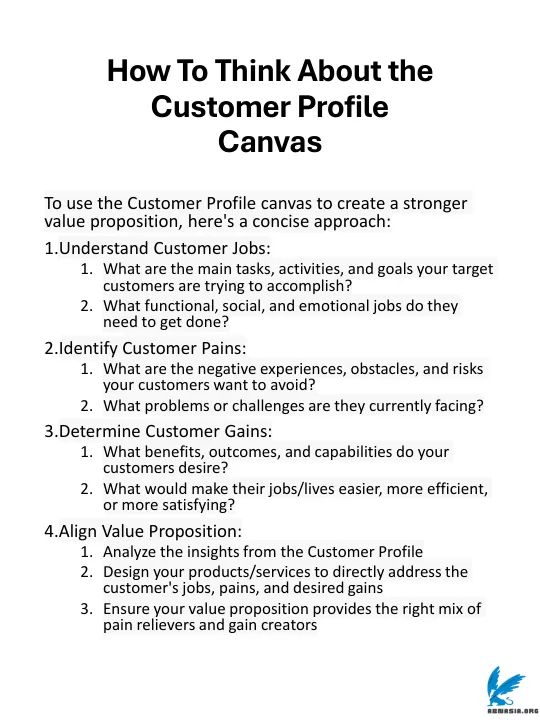 How To Think About the
Customer Profile
Canvas
To use the Customer Profile canvas to create a stronger
value proposition, here's a concise approach:
1.Understand Customer Jobs:
1. What are the main tasks, activities, and goals your target
customers are trying to accomplish?
2. What functional, social, and emotional jobs do they
need to get done?
2.Identify Customer Pains:
1. What are the negative experiences, obstacles, and risks
your customers want to avoid?
2. What problems or challenges are they currently facing?
3.Determine Customer Gains:
1. What benefits, outcomes, and capabilities do your
customers desire?
2. What would make their jobs/lives easier, more efficient,
or more satisfying?
4.Align Value Proposition:
1. Analyze the insights from the Customer Profile
2. Design your products/services to directly address the
customer's jobs, pains, and desired gains
3. Ensure your value proposition provides the right mix of
pain relievers and gain creators
ABMASIA.ORG